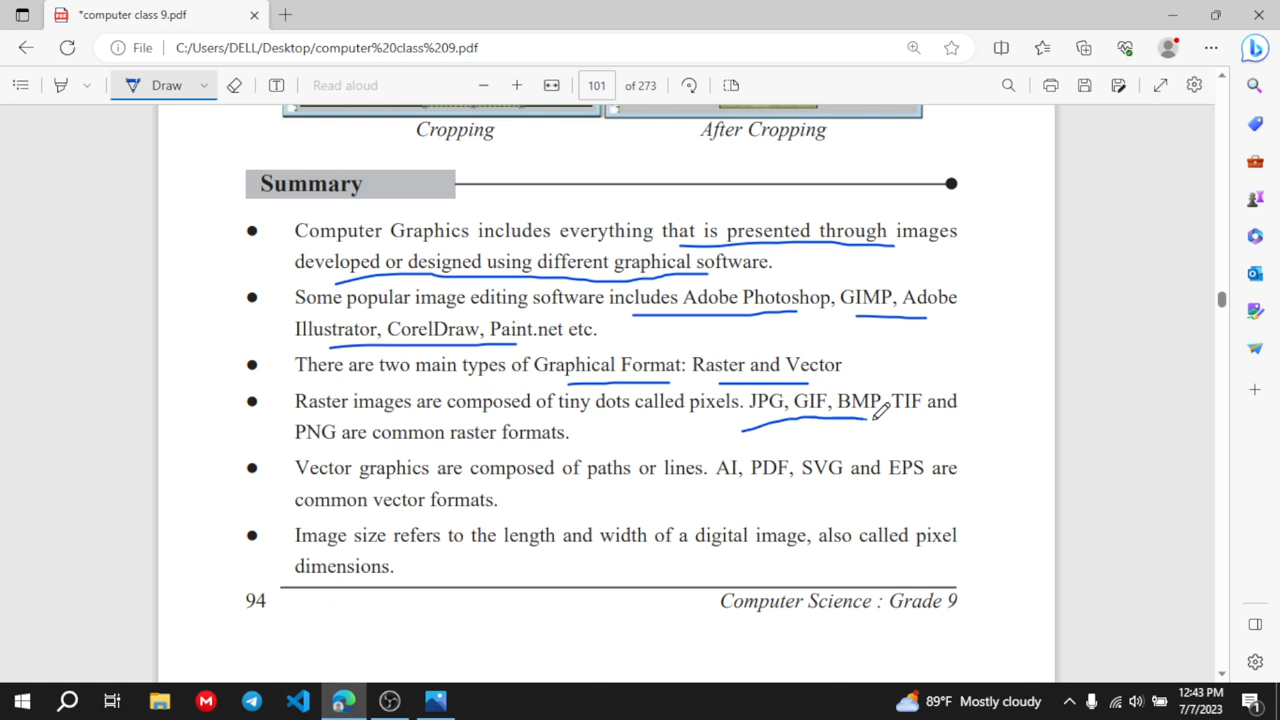 *computer class 9.pdf
File C:/Users/DELL/Desktop/computer%20class%209.pdf
Draw Read aloud 101 of 273
Cropping After Cropping
Summary
Computer Graphics includes everything that is presented through images
developed or designed using different graphical software.
Some popular image editing software includes Adobe Photoshop, GIMP, Adobe
Illustrator, CorelDraw, Paint.net etc.
There are two main types of Graphical Format: Raster and Vector
Raster images are composed of tiny dots called pixels. JPG, GIF, BMP, TIF and
PNG are common raster formats.
Vector graphics are composed of paths or lines. AI, PDF, SVG and EPS are
common vector formats.
Image size refers to the length and width of a digital image, also called pixel
dimensions.
94 Computer Science : Grade 9
89°F Mostly cloudy 12:43 PM
7/7/2023